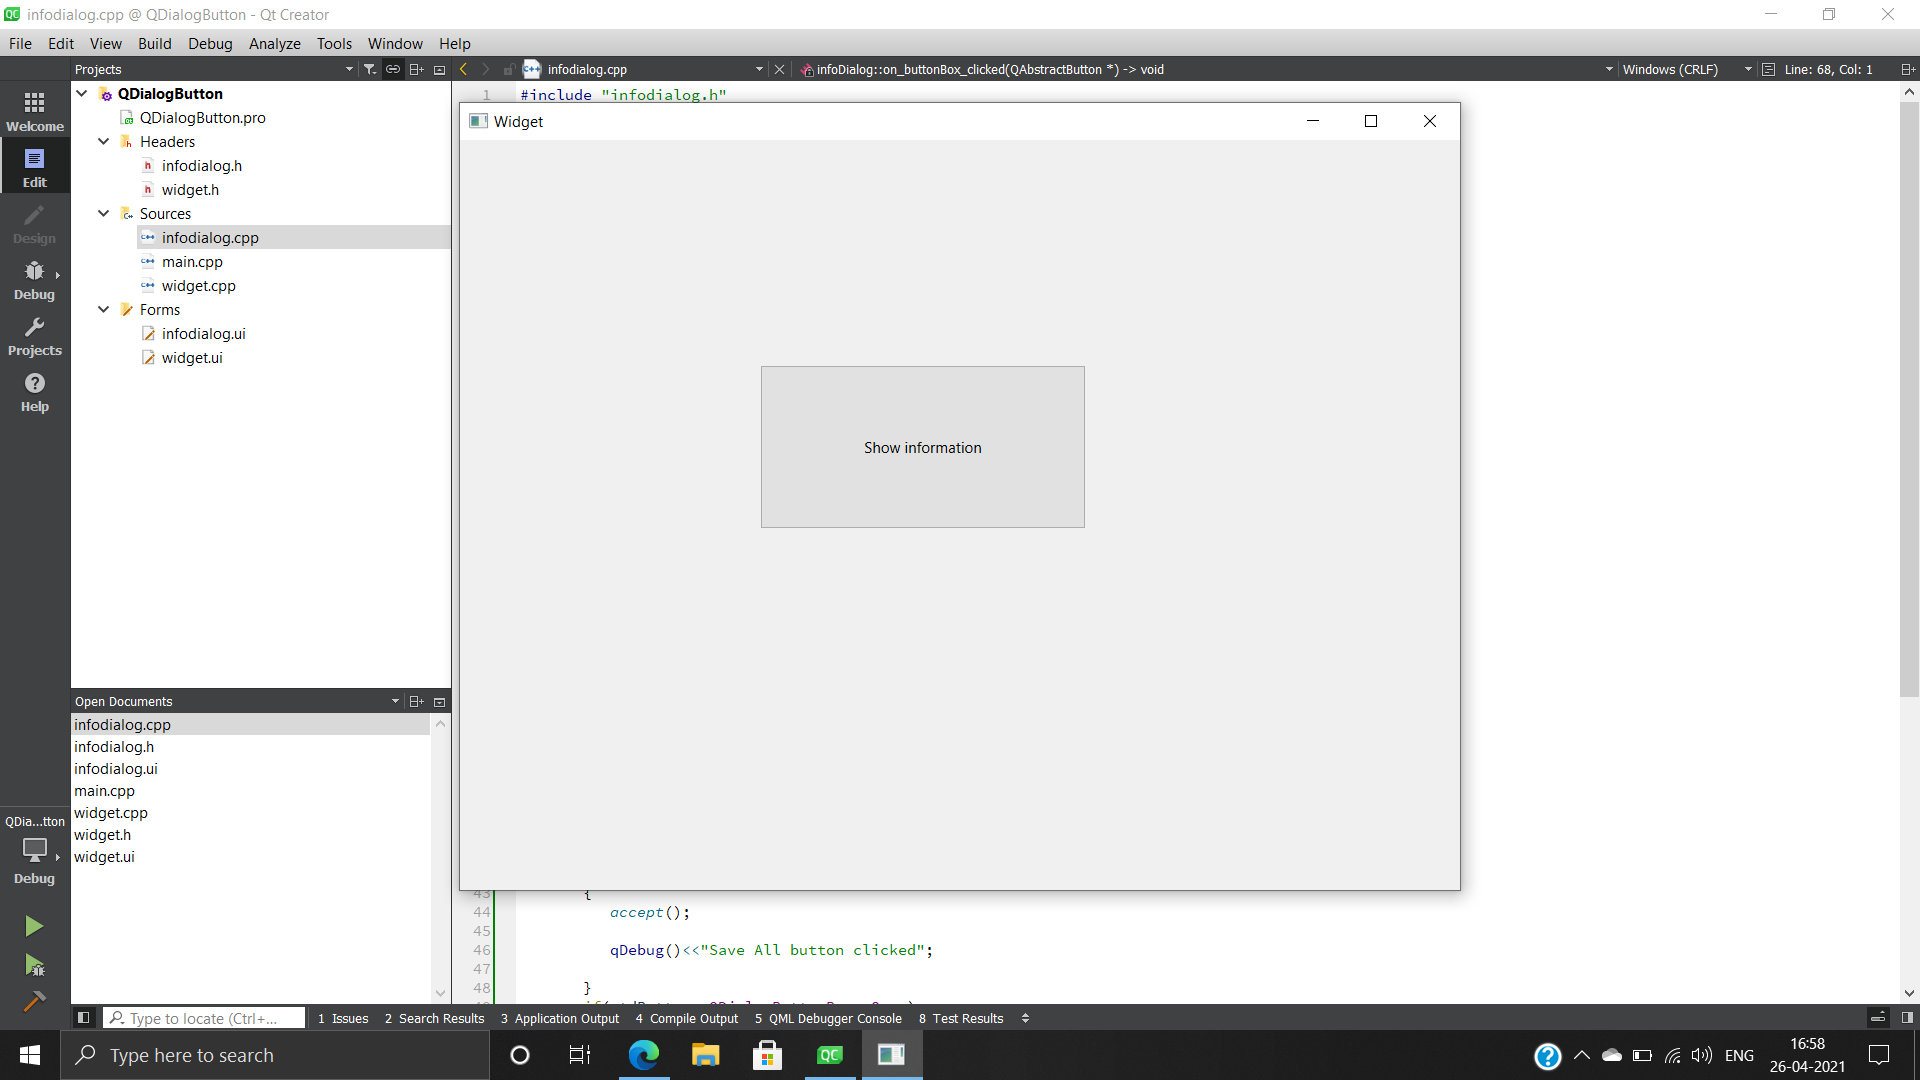 infodialog.cpp @ QDialogButton - Qt Creator
File Edit View Build Debug Analyze Tools Window Help
Projects
infodialog.cpp
infoDialog::on_buttonBox_clicked(QAbstractButton *) -> void
Windows (CRLF)
Line: 68, Col: 1
Welcome
Edit
Design
Debug
Projects
Help
QDialogButton
QDialogButton.pro
Headers
infodialog.h
widget.h
Sources
infodialog.cpp
main.cpp
widget.cpp
Forms
infodialog.ui
widget.ui
1 #include "infodialog.h"
Widget
Show information
Open Documents
infodialog.cpp
infodialog.h
infodialog.ui
main.cpp
widget.cpp
widget.h
widget.ui
QDia...tton
Debug
43 {
44 accept();
45
46 qDebug()<<"Save All button clicked";
47
48 }
Type to locate (Ctrl+...
1 Issues 2 Search Results 3 Application Output 4 Compile Output 5 QML Debugger Console 8 Test Results
Type here to search
QC
ENG
16:58
26-04-2021